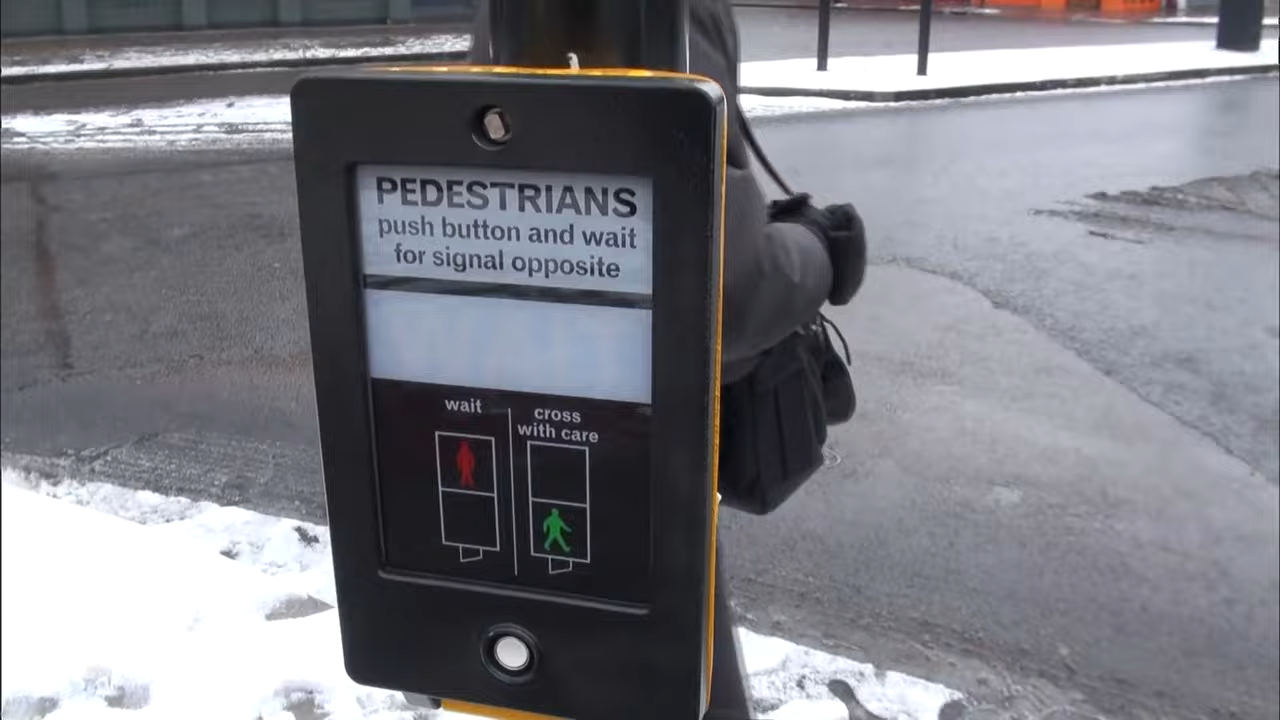 PEDESTRIANS
push button and wait
for signal opposite
wait
cross
with care